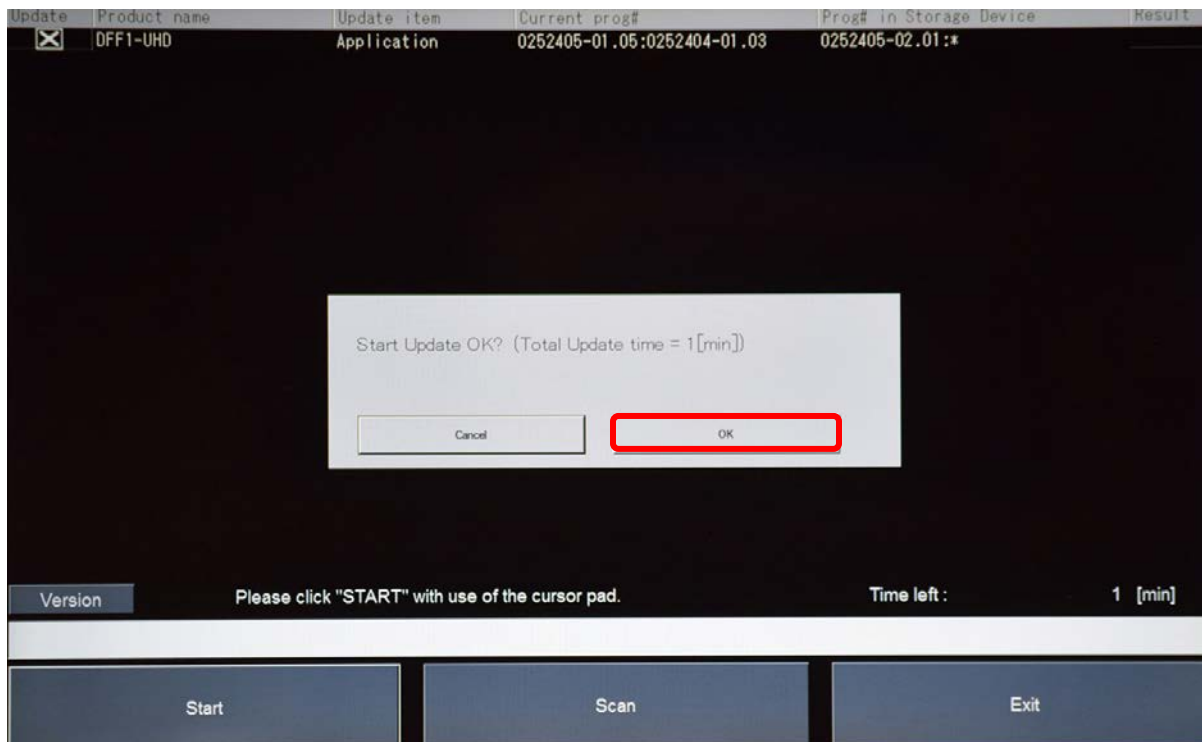 Update Product name Update item Current prog# Prog# in Storage Device Result
DFF1-UHD Application 0252405-01.05:0252404-01.03 0252405-02.01:*
Start Update OK? (Total Update time = 1[min])
Cancel OK
Version Please click "START" with use of the cursor pad. Time left : 1 [min]
Start Scan Exit